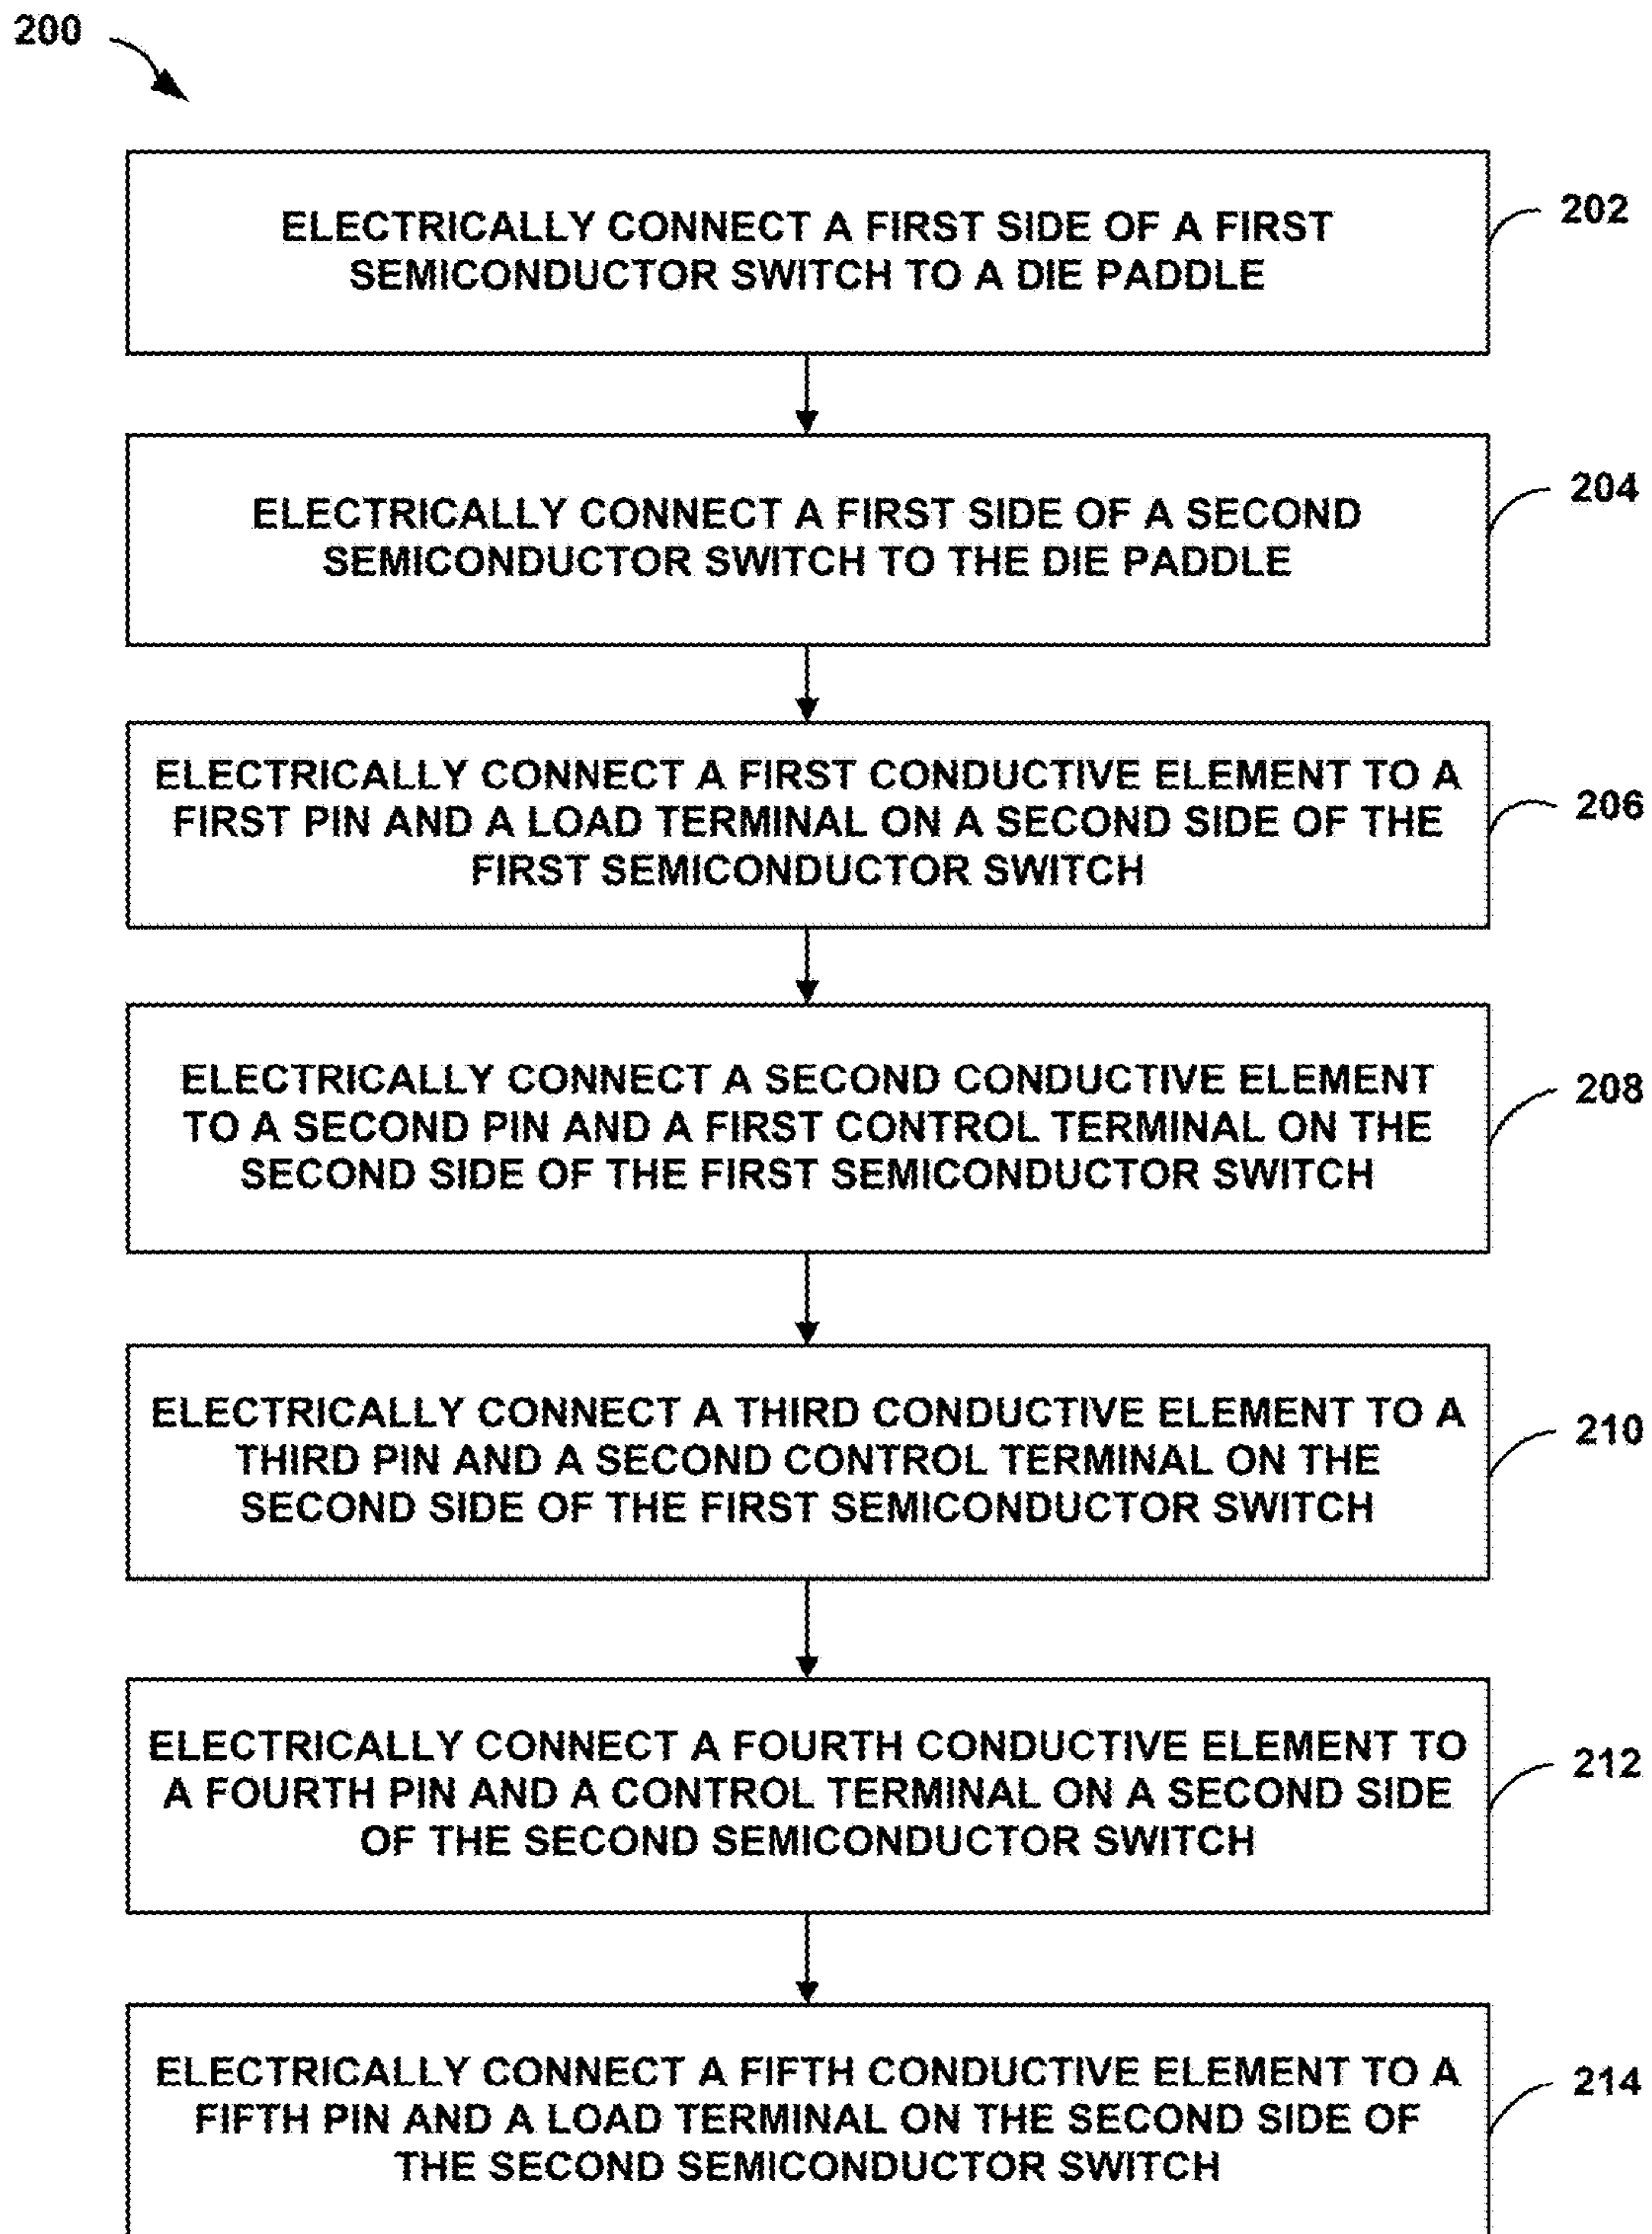 200
ELECTRICALLY CONNECT A FIRST SIDE OF A FIRST
SEMICONDUCTOR SWITCH TO A DIE PADDLE
202
ELECTRICALLY CONNECT A FIRST SIDE OF A SECOND
SEMICONDUCTOR SWITCH TO THE DIE PADDLE
204
ELECTRICALLY CONNECT A FIRST CONDUCTIVE ELEMENT TO A
FIRST PIN AND A LOAD TERMINAL ON A SECOND SIDE OF THE
FIRST SEMICONDUCTOR SWITCH
206
ELECTRICALLY CONNECT A SECOND CONDUCTIVE ELEMENT
TO A SECOND PIN AND A FIRST CONTROL TERMINAL ON THE
SECOND SIDE OF THE FIRST SEMICONDUCTOR SWITCH
208
ELECTRICALLY CONNECT A THIRD CONDUCTIVE ELEMENT TO A
THIRD PIN AND A SECOND CONTROL TERMINAL ON THE
SECOND SIDE OF THE FIRST SEMICONDUCTOR SWITCH
210
ELECTRICALLY CONNECT A FOURTH CONDUCTIVE ELEMENT TO
A FOURTH PIN AND A CONTROL TERMINAL ON A SECOND SIDE
OF THE SECOND SEMICONDUCTOR SWITCH
212
ELECTRICALLY CONNECT A FIFTH CONDUCTIVE ELEMENT TO A
FIFTH PIN AND A LOAD TERMINAL ON THE SECOND SIDE OF
THE SECOND SEMICONDUCTOR SWITCH
214